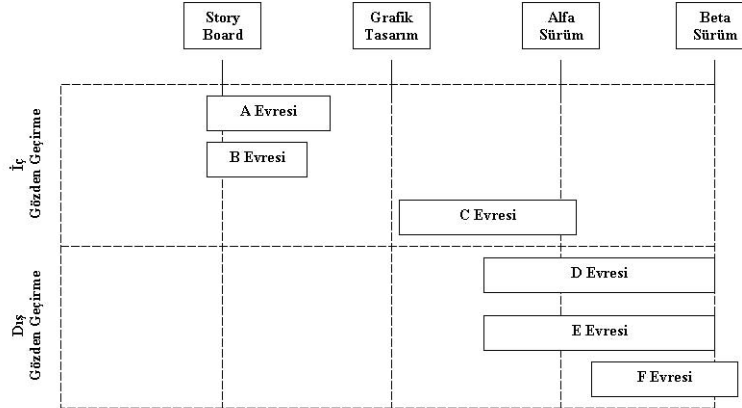 Story
Board
Grafik
Tasarım
Alfa
Sürüm
Beta
Sürüm
İç
Gözden Geçirme
A Evresi
B Evresi
C Evresi
Dış
Gözden Geçirme
D Evresi
E Evresi
F Evresi